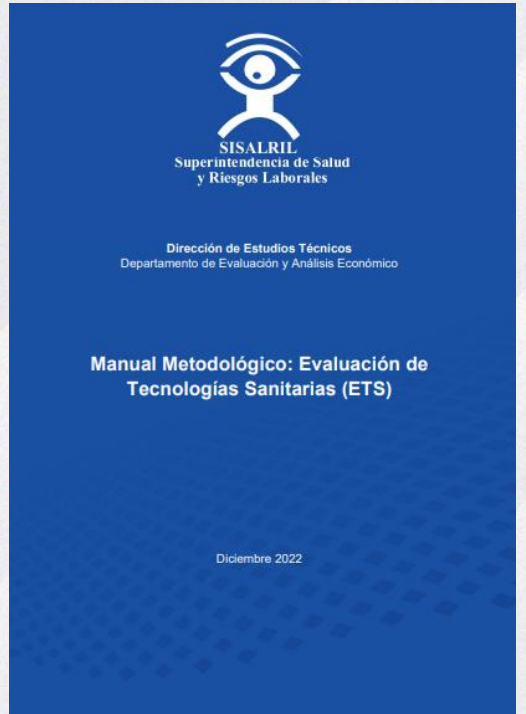 SISALRIL
Superintendencia de Salud
y Riesgos Laborales
Dirección de Estudios Técnicos
Departamento de Evaluación y Análisis Económico
Manual Metodológico: Evaluación de
Tecnologías Sanitarias (ETS)
Diciembre 2022